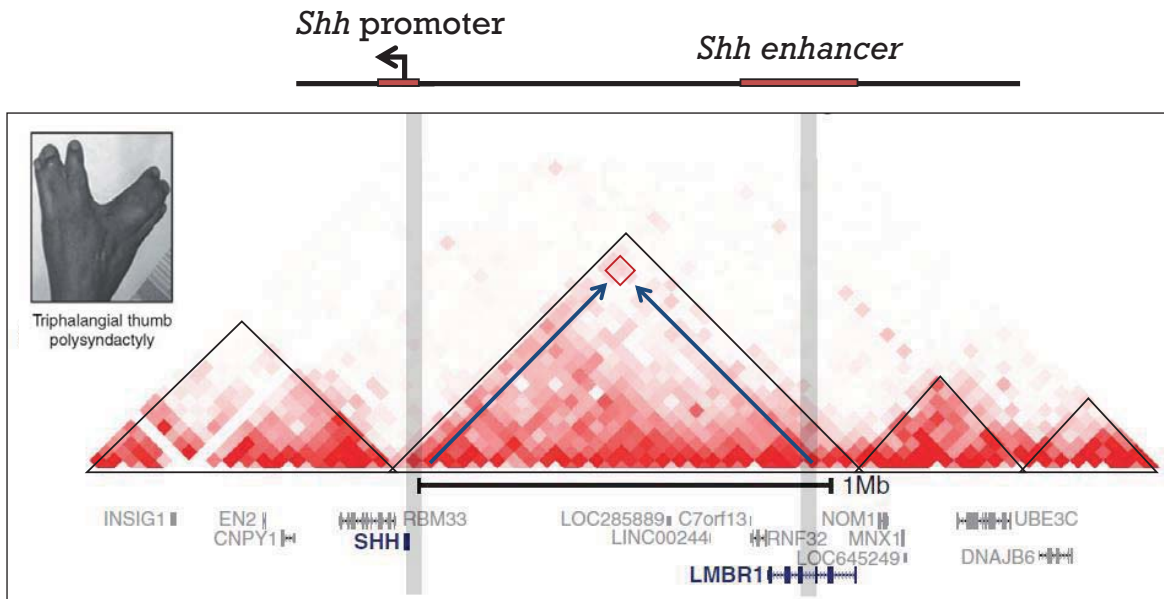 Shh promoter
Shh enhancer
Triphalangial thumb
polysyndactyly
1Mb
INSIG1 EN2 RBM33 LOC285889 C7orf13 NOM1 UBE3C
CNPY1 SHH LINC00244 RNF32 MNX1
LOC645249 DNAJB6
LMBR1